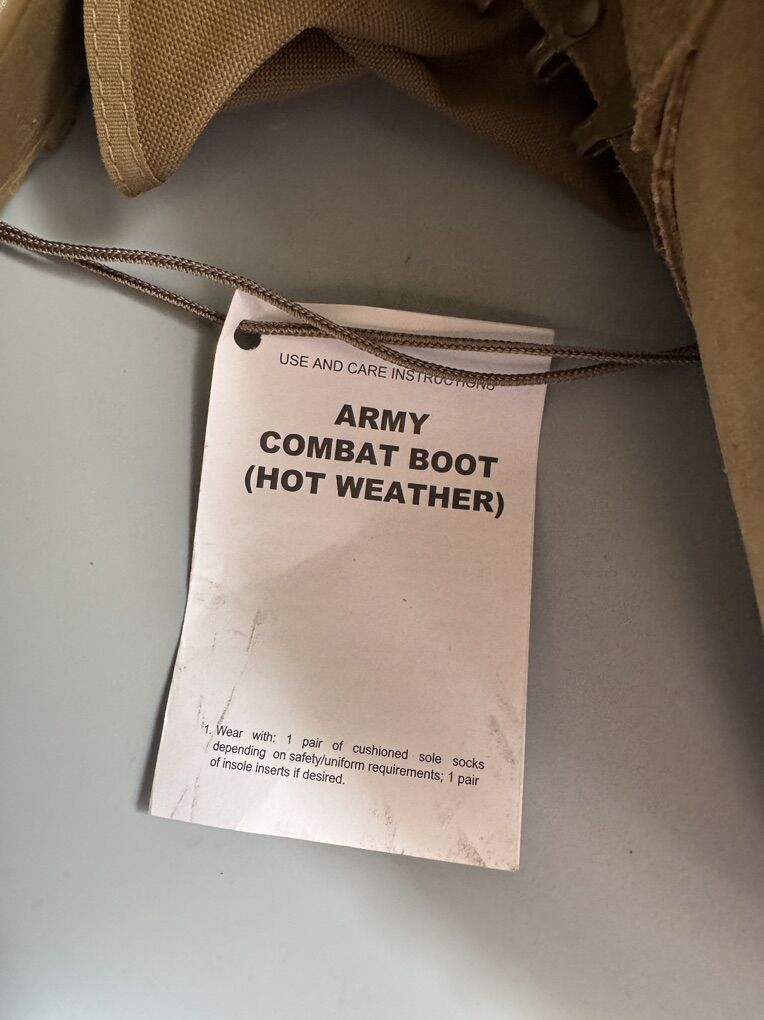 USE AND CARE INSTRUCTIONS
ARMY
COMBAT BOOT
(HOT WEATHER)
1. Wear with: 1 pair of cushioned sole socks
depending on safety/uniform requirements; 1 pair
of insole inserts if desired.